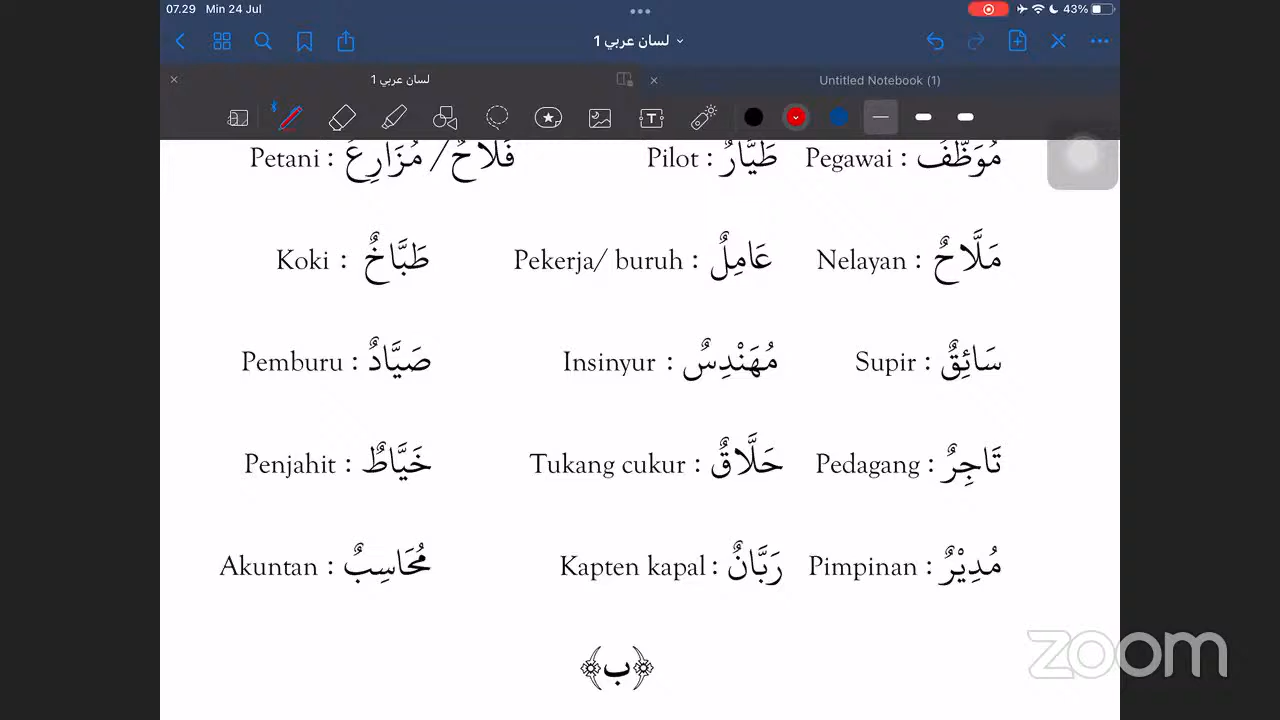 07.29 Min 24 Jul 43%
لسان عربي 1
لسان عربي 1 Untitled Notebook (1)
مُوَظَّفٌ : Pegawai طَيَّارٌ : Pilot فَلَّاحٌ / مُزَارِعٌ : Petani
مَلَّاحٌ : Nelayan عَامِلٌ : Pekerja/ buruh طَبَّاخٌ : Koki
سَائِقٌ : Supir مُهَنْدِسٌ : Insinyur صَيَّادٌ : Pemburu
تَاجِرٌ : Pedagang حَلَّاقٌ : Tukang cukur خَيَّاطٌ : Penjahit
مُدِيْرٌ : Pimpinan رَبَّانٌ : Kapten kapal مُحَاسِبٌ : Akuntan
ب
zoom